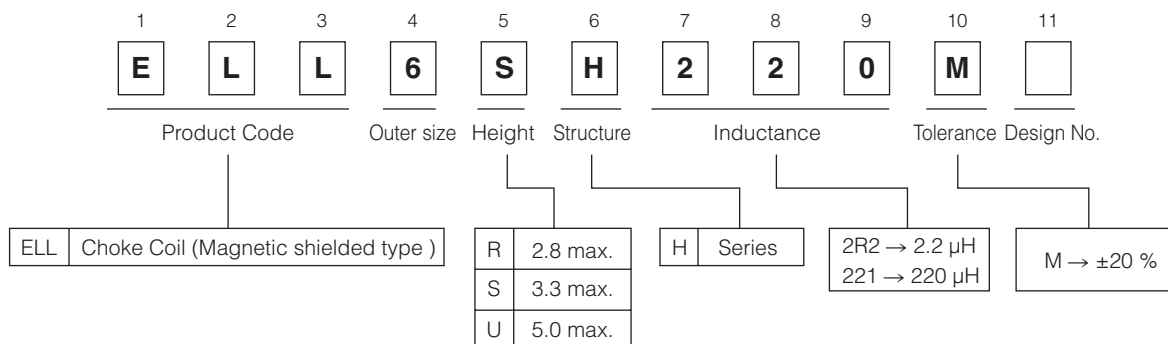 1 2 3 4 5 6 7 8 9 10 11
E L L 6 S H 2 2 0 M
Product Code Outer size Height Structure Inductance Tolerance Design No.
ELL Choke Coil (Magnetic shielded type )
R 2.8 max.
S 3.3 max.
U 5.0 max.
H Series
2R2 → 2.2 μH
221 → 220 μH
M → ±20 %